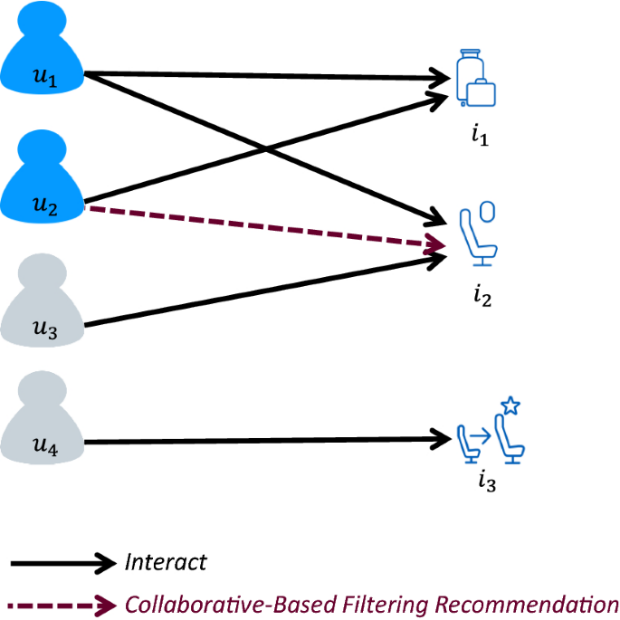 u₁
i₁
u₂
i₂
u₃
u₄
i₃
Interact
Collaborative-Based Filtering Recommendation